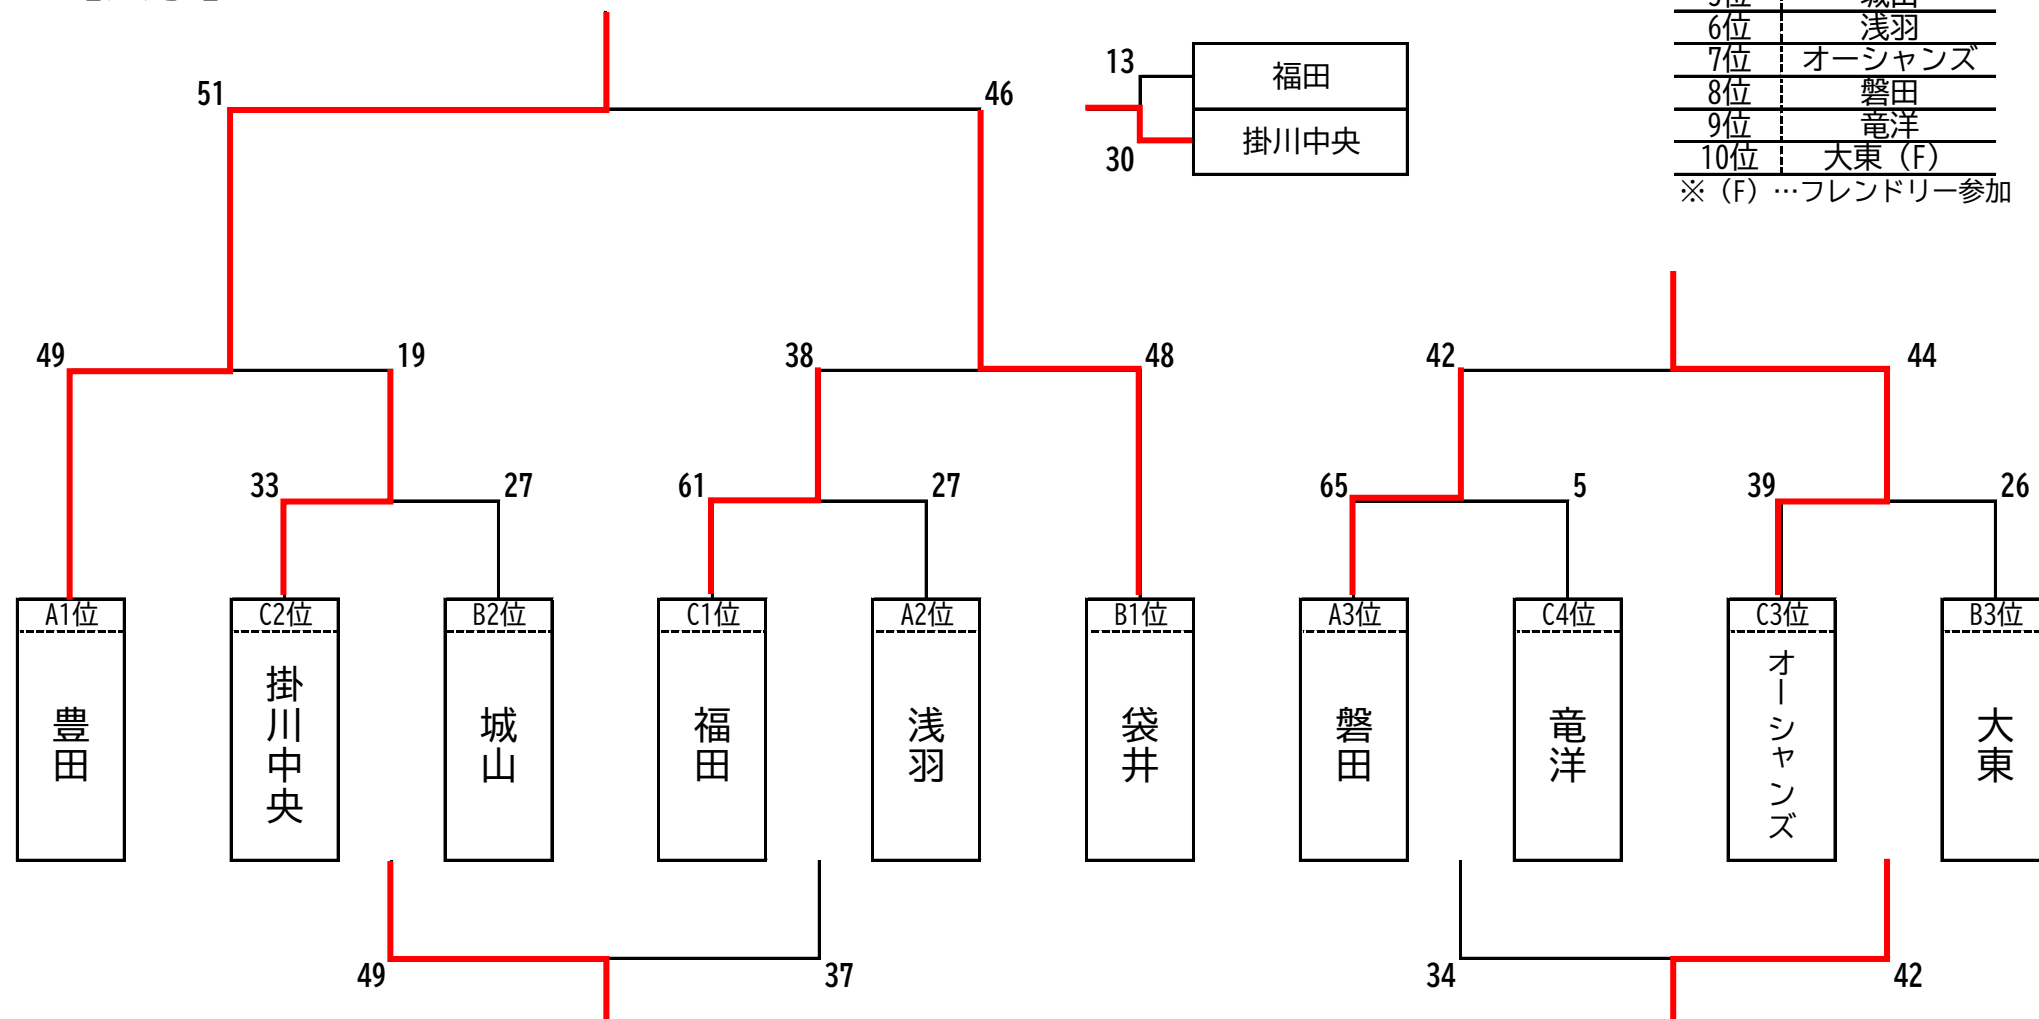 6位 浅羽
7位 オーシャンズ
8位 磐田
9位 竜洋
10位 大東（F）
※（F）…フレンドリー参加
13 福田
30 掛川中央
51 46
49 19 38 48 42 44
33 27 61 27 65 5 39 26
A1位 C2位 B2位 C1位 A2位 B1位 A3位 C4位 C3位 B3位
豊田 掛川中央 城山 福田 浅羽 袋井 磐田 竜洋 オーシャンズ 大東
49 37 34 42